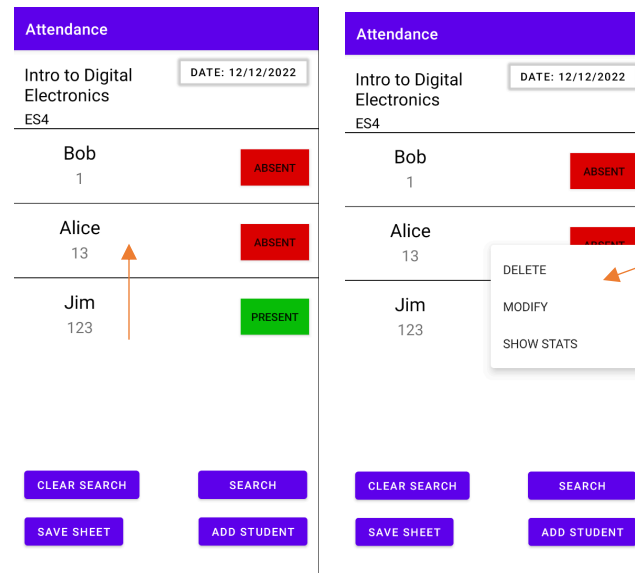 Attendance
Intro to Digital
Electronics
DATE: 12/12/2022
ES4
Bob
1
ABSENT
Alice
13
ABSENT
Jim
123
PRESENT
CLEAR SEARCH
SEARCH
SAVE SHEET
ADD STUDENT
Attendance
Intro to Digital
Electronics
DATE: 12/12/2022
ES4
Bob
1
ABSENT
Alice
13
ABSENT
Jim
123
DELETE
MODIFY
SHOW STATS
CLEAR SEARCH
SEARCH
SAVE SHEET
ADD STUDENT